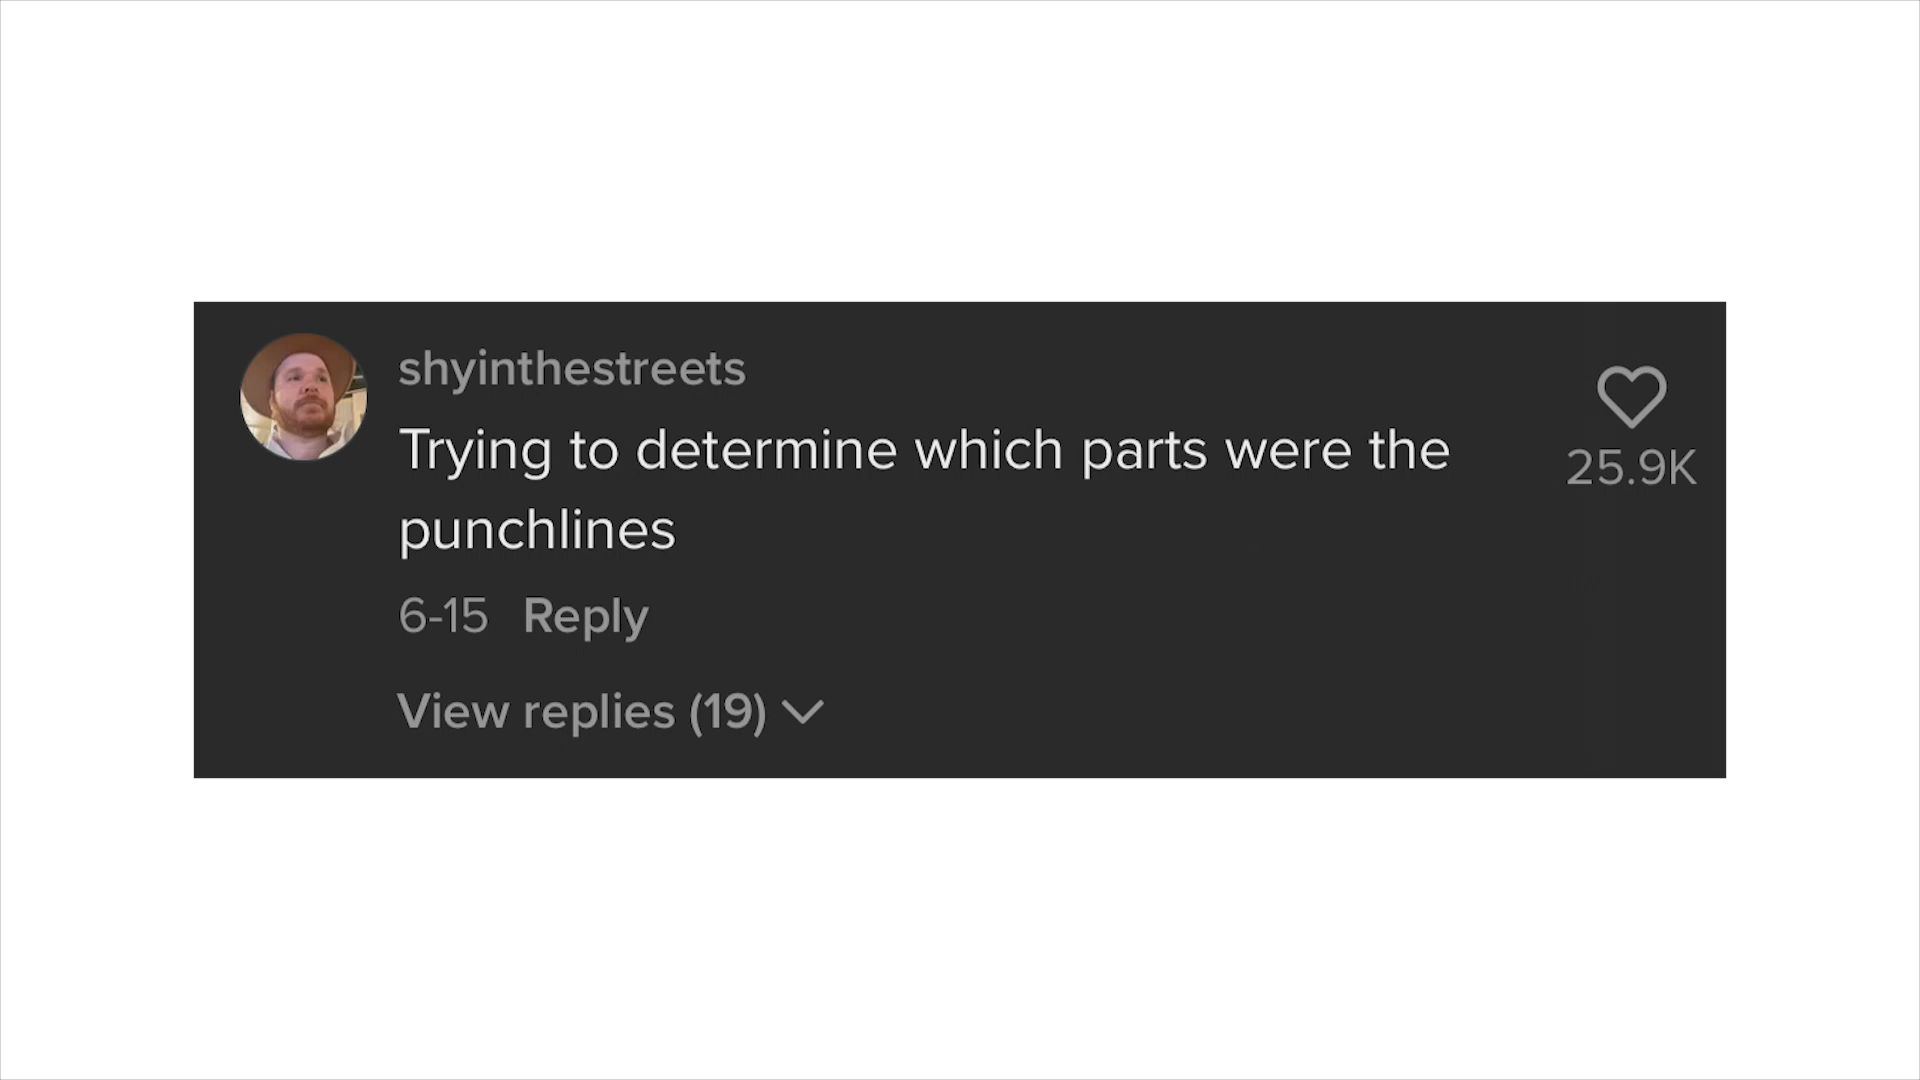 shyinthestreets
Trying to determine which parts were the
punchlines
25.9K
6-15 Reply
View replies (19)